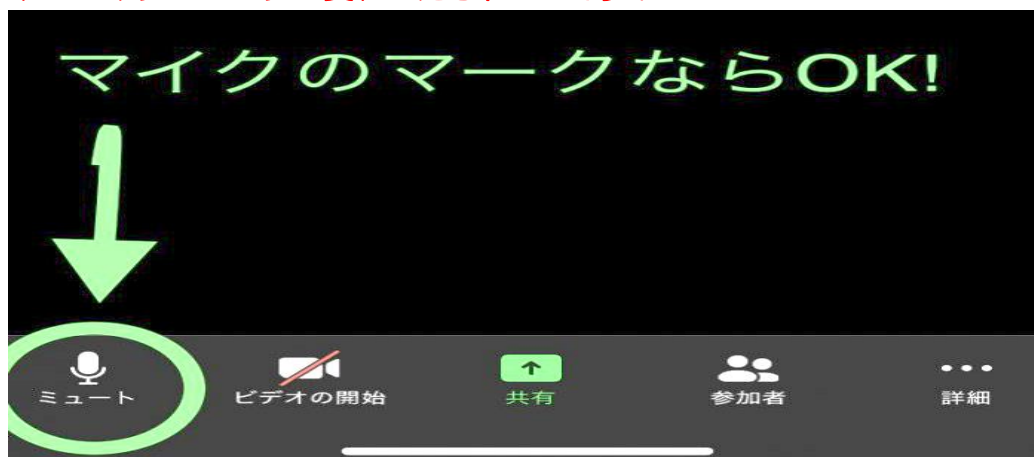 マイクのマークならOK!
ミュート
ビデオの開始
共有
参加者
詳細